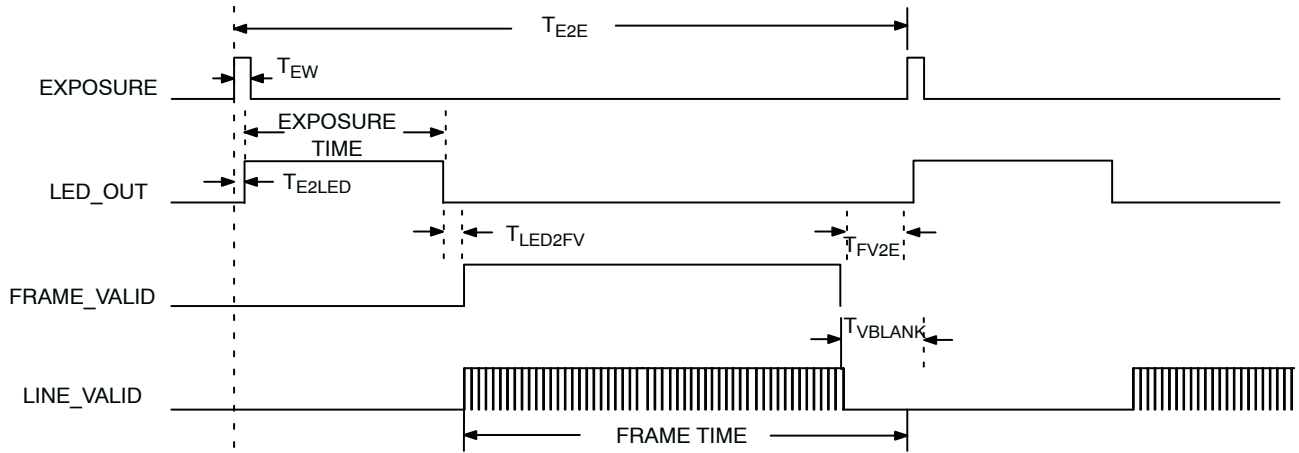 TE2E
TEW
EXPOSURE
EXPOSURE
TIME
LED_OUT
TE2LED
TLED2FV
TFV2E
FRAME_VALID
TVBLANK
LINE_VALID
FRAME TIME